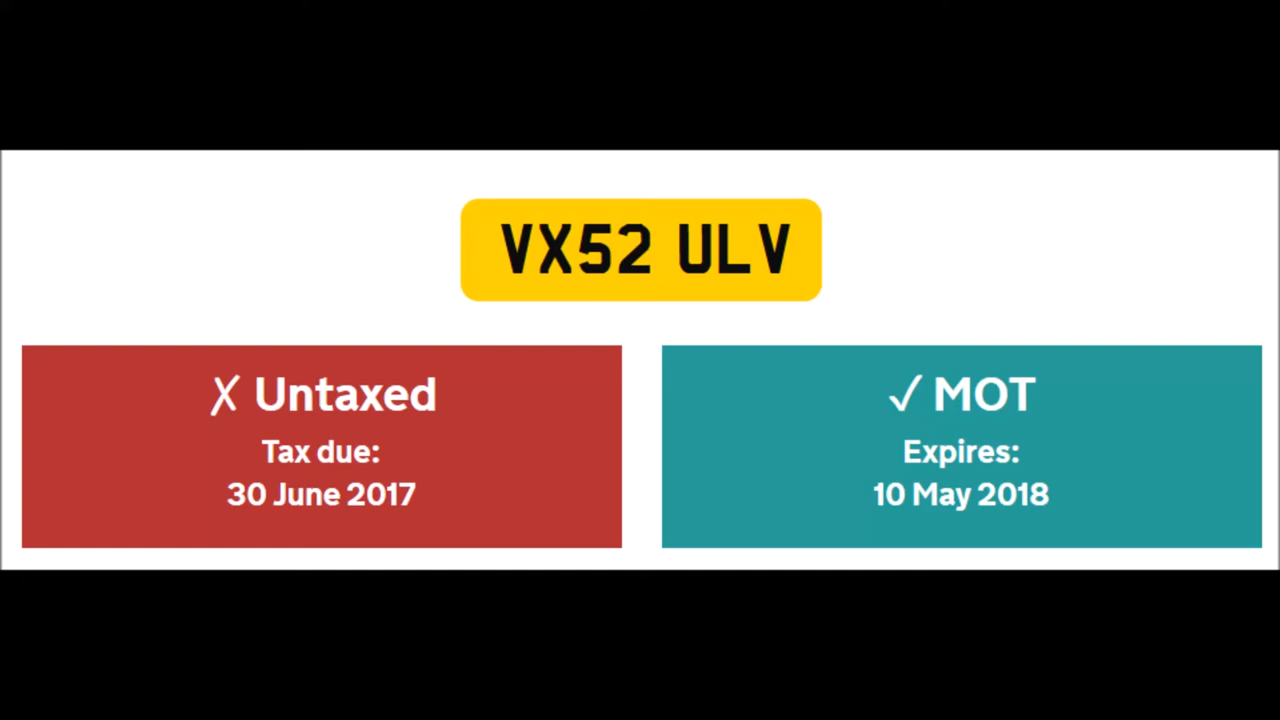 VX52 ULV
✗ Untaxed
Tax due:
30 June 2017
✓ MOT
Expires:
10 May 2018